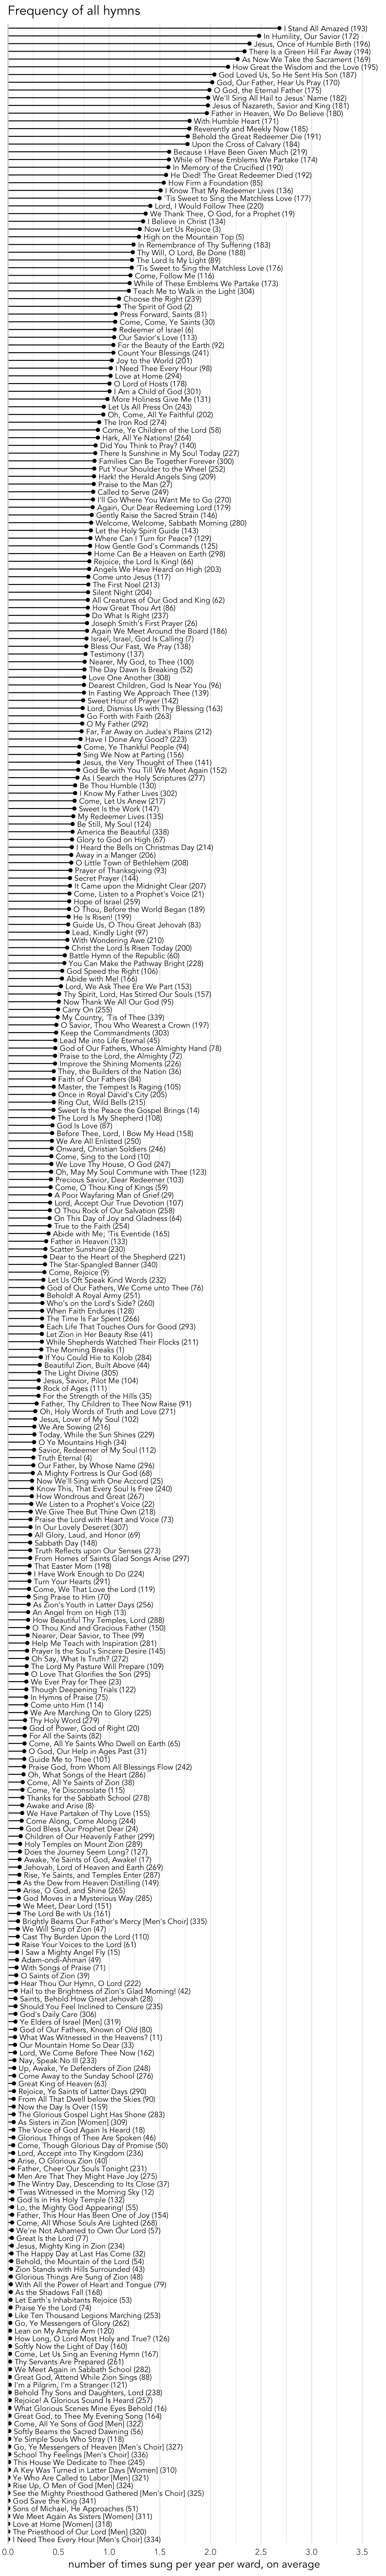 Frequency of all hymns
I Stand All Amazed (193)
In Humility, Our Savior (172)
Jesus, Once of Humble Birth (196)
There Is a Green Hill Far Away (194)
As Now We Take the Sacrament (169)
How Great the Wisdom and the Love (195)
God Loved Us, So He Sent His Son (187)
God, Our Father, Hear Us Pray (170)
O God, the Eternal Father (175)
We'll Sing All Hail to Jesus' Name (182)
Jesus of Nazareth, Savior and King (181)
Father in Heaven, We Do Believe (180)
With Humble Heart (171)
Reverently and Meekly Now (185)
Behold the Great Redeemer Die (191)
Upon the Cross of Calvary (184)
Because I Have Been Given Much (219)
While of These Emblems We Partake (174)
In Memory of the Crucified (190)
He Died! The Great Redeemer Died (192)
How Firm a Foundation (85)
I Know That My Redeemer Lives (136)
'Tis Sweet to Sing the Matchless Love (177)
Lord, I Would Follow Thee (220)
We Thank Thee, O God, for a Prophet (19)
I Believe in Christ (134)
Now Let Us Rejoice (3)
High on the Mountain Top (5)
In Remembrance of Thy Suffering (183)
Thy Will, O Lord, Be Done (188)
The Lord Is My Light (89)
'Tis Sweet to Sing the Matchless Love (176)
Come, Follow Me (116)
While of These Emblems We Partake (173)
Teach Me to Walk in the Light (304)
Choose the Right (239)
The Spirit of God (2)
Press Forward, Saints (81)
Come, Come, Ye Saints (30)
Redeemer of Israel (6)
Our Savior's Love (113)
For the Beauty of the Earth (92)
Count Your Blessings (241)
Joy to the World (201)
I Need Thee Every Hour (98)
Love at Home (294)
O Lord of Hosts (178)
I Am a Child of God (301)
More Holiness Give Me (131)
Let Us All Press On (243)
Oh, Come, All Ye Faithful (202)
The Iron Rod (274)
Come, Ye Children of the Lord (58)
Hark, All Ye Nations! (264)
Did You Think to Pray? (140)
There Is Sunshine in My Soul Today (227)
Families Can Be Together Forever (300)
Put Your Shoulder to the Wheel (252)
Hark! the Herald Angels Sing (209)
Praise to the Man (27)
Called to Serve (249)
I'll Go Where You Want Me to Go (270)
Again, Our Dear Redeeming Lord (179)
Gently Raise the Sacred Strain (146)
Welcome, Welcome, Sabbath Morning (280)
Let the Holy Spirit Guide (143)
Where Can I Turn for Peace? (129)
How Gentle God's Commands (125)
Home Can Be a Heaven on Earth (298)
Rejoice, the Lord Is King! (66)
Angels We Have Heard on High (203)
Come unto Jesus (117)
The First Noel (213)
Silent Night (204)
All Creatures of Our God and King (62)
How Great Thou Art (86)
Do What Is Right (237)
Joseph Smith's First Prayer (26)
Again We Meet Around the Board (186)
Israel, Israel, God Is Calling (7)
Bless Our Fast, We Pray (138)
Testimony (137)
Nearer, My God, to Thee (100)
The Day Dawn Is Breaking (52)
Love One Another (308)
Dearest Children, God Is Near You (96)
In Fasting We Approach Thee (139)
Sweet Hour of Prayer (142)
Lord, Dismiss Us with Thy Blessing (163)
Go Forth with Faith (263)
O My Father (292)
Far, Far Away on Judea's Plains (212)
Have I Done Any Good? (223)
Come, Ye Thankful People (94)
Sing We Now at Parting (156)
Jesus, the Very Thought of Thee (141)
God Be with You Till We Meet Again (152)
As I Search the Holy Scriptures (277)
Be Thou Humble (130)
I Know My Father Lives (302)
Come, Let Us Anew (217)
Sweet Is the Work (147)
My Redeemer Lives (135)
Be Still, My Soul (124)
America the Beautiful (338)
Glory to God on High (67)
I Heard the Bells on Christmas Day (214)
Away in a Manger (206)
O Little Town of Bethlehem (208)
Prayer of Thanksgiving (93)
Secret Prayer (144)
It Came upon the Midnight Clear (207)
Come, Listen to a Prophet's Voice (21)
Hope of Israel (259)
O Thou, Before the World Began (189)
He Is Risen! (199)
Guide Us, O Thou Great Jehovah (83)
Lead, Kindly Light (97)
With Wondering Awe (210)
Christ the Lord Is Risen Today (200)
Battle Hymn of the Republic (60)
You Can Make the Pathway Bright (228)
God Speed the Right (106)
Abide with Me! (166)
Lord, We Ask Thee Ere We Part (153)
Thy Spirit, Lord, Has Stirred Our Souls (157)
Now Thank We All Our God (95)
Carry On (255)
My Country, 'Tis of Thee (339)
O Savior, Thou Who Wearest a Crown (197)
Keep the Commandments (303)
Lead Me into Life Eternal (45)
God of Our Fathers, Whose Almighty Hand (78)
Praise to the Lord, the Almighty (72)
Improve the Shining Moments (226)
They, the Builders of the Nation (36)
Faith of Our Fathers (84)
Master, the Tempest Is Raging (105)
Once in Royal David's City (205)
Ring Out, Wild Bells (215)
Sweet Is the Peace the Gospel Brings (14)
The Lord Is My Shepherd (108)
God Is Love (87)
Before Thee, Lord, I Bow My Head (158)
We Are All Enlisted (250)
Onward, Christian Soldiers (246)
Come, Sing to the Lord (10)
We Love Thy House, O God (247)
Oh, May My Soul Commune with Thee (123)
Precious Savior, Dear Redeemer (103)
Come, O Thou King of Kings (59)
A Poor Wayfaring Man of Grief (29)
Lord, Accept Our True Devotion (107)
O Thou Rock of Our Salvation (258)
On This Day of Joy and Gladness (64)
True to the Faith (254)
Abide with Me; 'Tis Eventide (165)
Father in Heaven (133)
Scatter Sunshine (230)
Dear to the Heart of the Shepherd (221)
The Star-Spangled Banner (340)
Come, Rejoice (9)
Let Us Oft Speak Kind Words (232)
God of Our Fathers, We Come unto Thee (76)
Behold! A Royal Army (251)
Who's on the Lord's Side? (260)
When Faith Endures (128)
The Time Is Far Spent (266)
Each Life That Touches Ours for Good (293)
Let Zion in Her Beauty Rise (41)
While Shepherds Watched Their Flocks (211)
The Morning Breaks (1)
If You Could Hie to Kolob (284)
Beautiful Zion, Built Above (44)
The Light Divine (305)
Jesus, Savior, Pilot Me (104)
Rock of Ages (111)
For the Strength of the Hills (35)
Father, Thy Children to Thee Now Raise (91)
Oh, Holy Words of Truth and Love (271)
Jesus, Lover of My Soul (102)
We Are Sowing (216)
Today, While the Sun Shines (229)
O Ye Mountains High (34)
Savior, Redeemer of My Soul (112)
Truth Eternal (4)
Our Father, by Whose Name (296)
A Mighty Fortress Is Our God (68)
Now We'll Sing with One Accord (25)
Know This, That Every Soul Is Free (240)
How Wondrous and Great (267)
We Listen to a Prophet's Voice (22)
We Give Thee But Thine Own (218)
Praise the Lord with Heart and Voice (73)
In Our Lovely Deseret (307)
All Glory, Laud, and Honor (69)
Sabbath Day (148)
Truth Reflects upon Our Senses (273)
From Homes of Saints Glad Songs Arise (297)
That Easter Morn (198)
I Have Work Enough to Do (224)
Turn Your Hearts (291)
Come, We That Love the Lord (119)
Sing Praise to Him (70)
As Zion's Youth in Latter Days (256)
An Angel from on High (13)
How Beautiful Thy Temples, Lord (288)
O Thou Kind and Gracious Father (150)
Nearer, Dear Savior, to Thee (99)
Help Me Teach with Inspiration (281)
Prayer Is the Soul's Sincere Desire (145)
Oh Say, What Is Truth? (272)
The Lord My Pasture Will Prepare (109)
O Love That Glorifies the Son (295)
We Ever Pray for Thee (23)
Though Deepening Trials (122)
In Hymns of Praise (75)
Come unto Him (114)
We Are Marching On to Glory (225)
Thy Holy Word (279)
God of Power, God of Right (20)
For All the Saints (82)
Come, All Ye Saints Who Dwell on Earth (65)
O God, Our Help in Ages Past (31)
Guide Me to Thee (101)
Praise God, from Whom All Blessings Flow (242)
Oh, What Songs of the Heart (286)
Come, All Ye Saints of Zion (38)
Come, Ye Disconsolate (115)
Thanks for the Sabbath School (278)
Awake and Arise (8)
We Have Partaken of Thy Love (155)
Come Along, Come Along (244)
God Bless Our Prophet Dear (24)
Children of Our Heavenly Father (299)
Holy Temples on Mount Zion (289)
Does the Journey Seem Long? (127)
Awake, Ye Saints of God, Awake! (17)
Jehovah, Lord of Heaven and Earth (269)
Rise, Ye Saints, and Temples Enter (287)
As the Dew from Heaven Distilling (149)
Arise, O God, and Shine (265)
God Moves in a Mysterious Way (285)
We Meet, Dear Lord (151)
The Lord Be with Us (161)
Brightly Beams Our Father's Mercy [Men's Choir] (335)
We Will Sing of Zion (47)
Cast Thy Burden Upon the Lord (110)
Raise Your Voices to the Lord (61)
I Saw a Mighty Angel Fly (15)
Adam-ondi-Ahman (49)
With Songs of Praise (71)
O Saints of Zion (39)
Hear Thou Our Hymn, O Lord (222)
Hail to the Brightness of Zion's Glad Morning! (42)
Saints, Behold How Great Jehovah (28)
Should You Feel Inclined to Censure (235)
God's Daily Care (306)
Ye Elders of Israel [Men] (319)
God of Our Fathers, Known of Old (80)
What Was Witnessed in the Heavens? (11)
Our Mountain Home So Dear (33)
Lord, We Come Before Thee Now (162)
Nay, Speak No Ill (233)
Up, Awake, Ye Defenders of Zion (248)
Come Away to the Sunday School (276)
Great King of Heaven (63)
Rejoice, Ye Saints of Latter Days (290)
From All That Dwell below the Skies (90)
Now the Day Is Over (159)
The Glorious Gospel Light Has Shone (283)
As Sisters in Zion [Women] (309)
The Voice of God Again Is Heard (18)
Glorious Things of Thee Are Spoken (46)
Come, Though Glorious Day of Promise (50)
Lord, Accept into Thy Kingdom (236)
Arise, O Glorious Zion (40)
Father, Cheer Our Souls Tonight (231)
Men Are That They Might Have Joy (275)
The Wintry Day, Descending to Its Close (37)
'Twas Witnessed in the Morning Sky (12)
God Is in His Holy Temple (132)
Lo, the Mighty God Appearing! (55)
Father, This Hour Has Been One of Joy (154)
Come, All Whose Souls Are Lighted (268)
We're Not Ashamed to Own Our Lord (57)
Great Is the Lord (77)
Jesus, Mighty King in Zion (234)
The Happy Day at Last Has Come (32)
Behold, the Mountain of the Lord (54)
Zion Stands with Hills Surrounded (43)
Glorious Things Are Sung of Zion (48)
With All the Power of Heart and Tongue (79)
As the Shadows Fall (168)
Let Earth's Inhabitants Rejoice (53)
Praise Ye the Lord (74)
Like Ten Thousand Legions Marching (253)
Go, Ye Messengers of Glory (262)
Lean on My Ample Arm (120)
How Long, O Lord Most Holy and True? (126)
Softly Now the Light of Day (160)
Come, Let Us Sing an Evening Hymn (167)
Thy Servants Are Prepared (261)
We Meet Again in Sabbath School (282)
Great God, Attend While Zion Sings (88)
I'm a Pilgrim, I'm a Stranger (121)
Behold Thy Sons and Daughters, Lord (238)
Rejoice! A Glorious Sound Is Heard (257)
What Glorious Scenes Mine Eyes Behold (16)
Great God, to Thee My Evening Song (164)
Come, All Ye Sons of God [Men] (322)
Softly Beams the Sacred Dawning (56)
Ye Simple Souls Who Stray (118)
Go, Ye Messengers of Heaven [Men's Choir] (327)
School Thy Feelings [Men's Choir] (336)
This House We Dedicate to Thee (245)
A Key Was Turned in Latter Days [Women] (310)
Ye Who Are Called to Labor [Men] (321)
Rise Up, O Men of God [Men] (324)
See the Mighty Priesthood Gathered [Men's Choir] (325)
God Save the King (341)
Sons of Michael, He Approaches (51)
We Meet Again As Sisters [Women] (311)
Love at Home [Women] (318)
The Priesthood of Our Lord [Men] (320)
I Need Thee Every Hour [Men's Choir] (334)
0.0 0.5 1.0 1.5 2.0 2.5 3.0 3.5
number of times sung per year per ward, on average